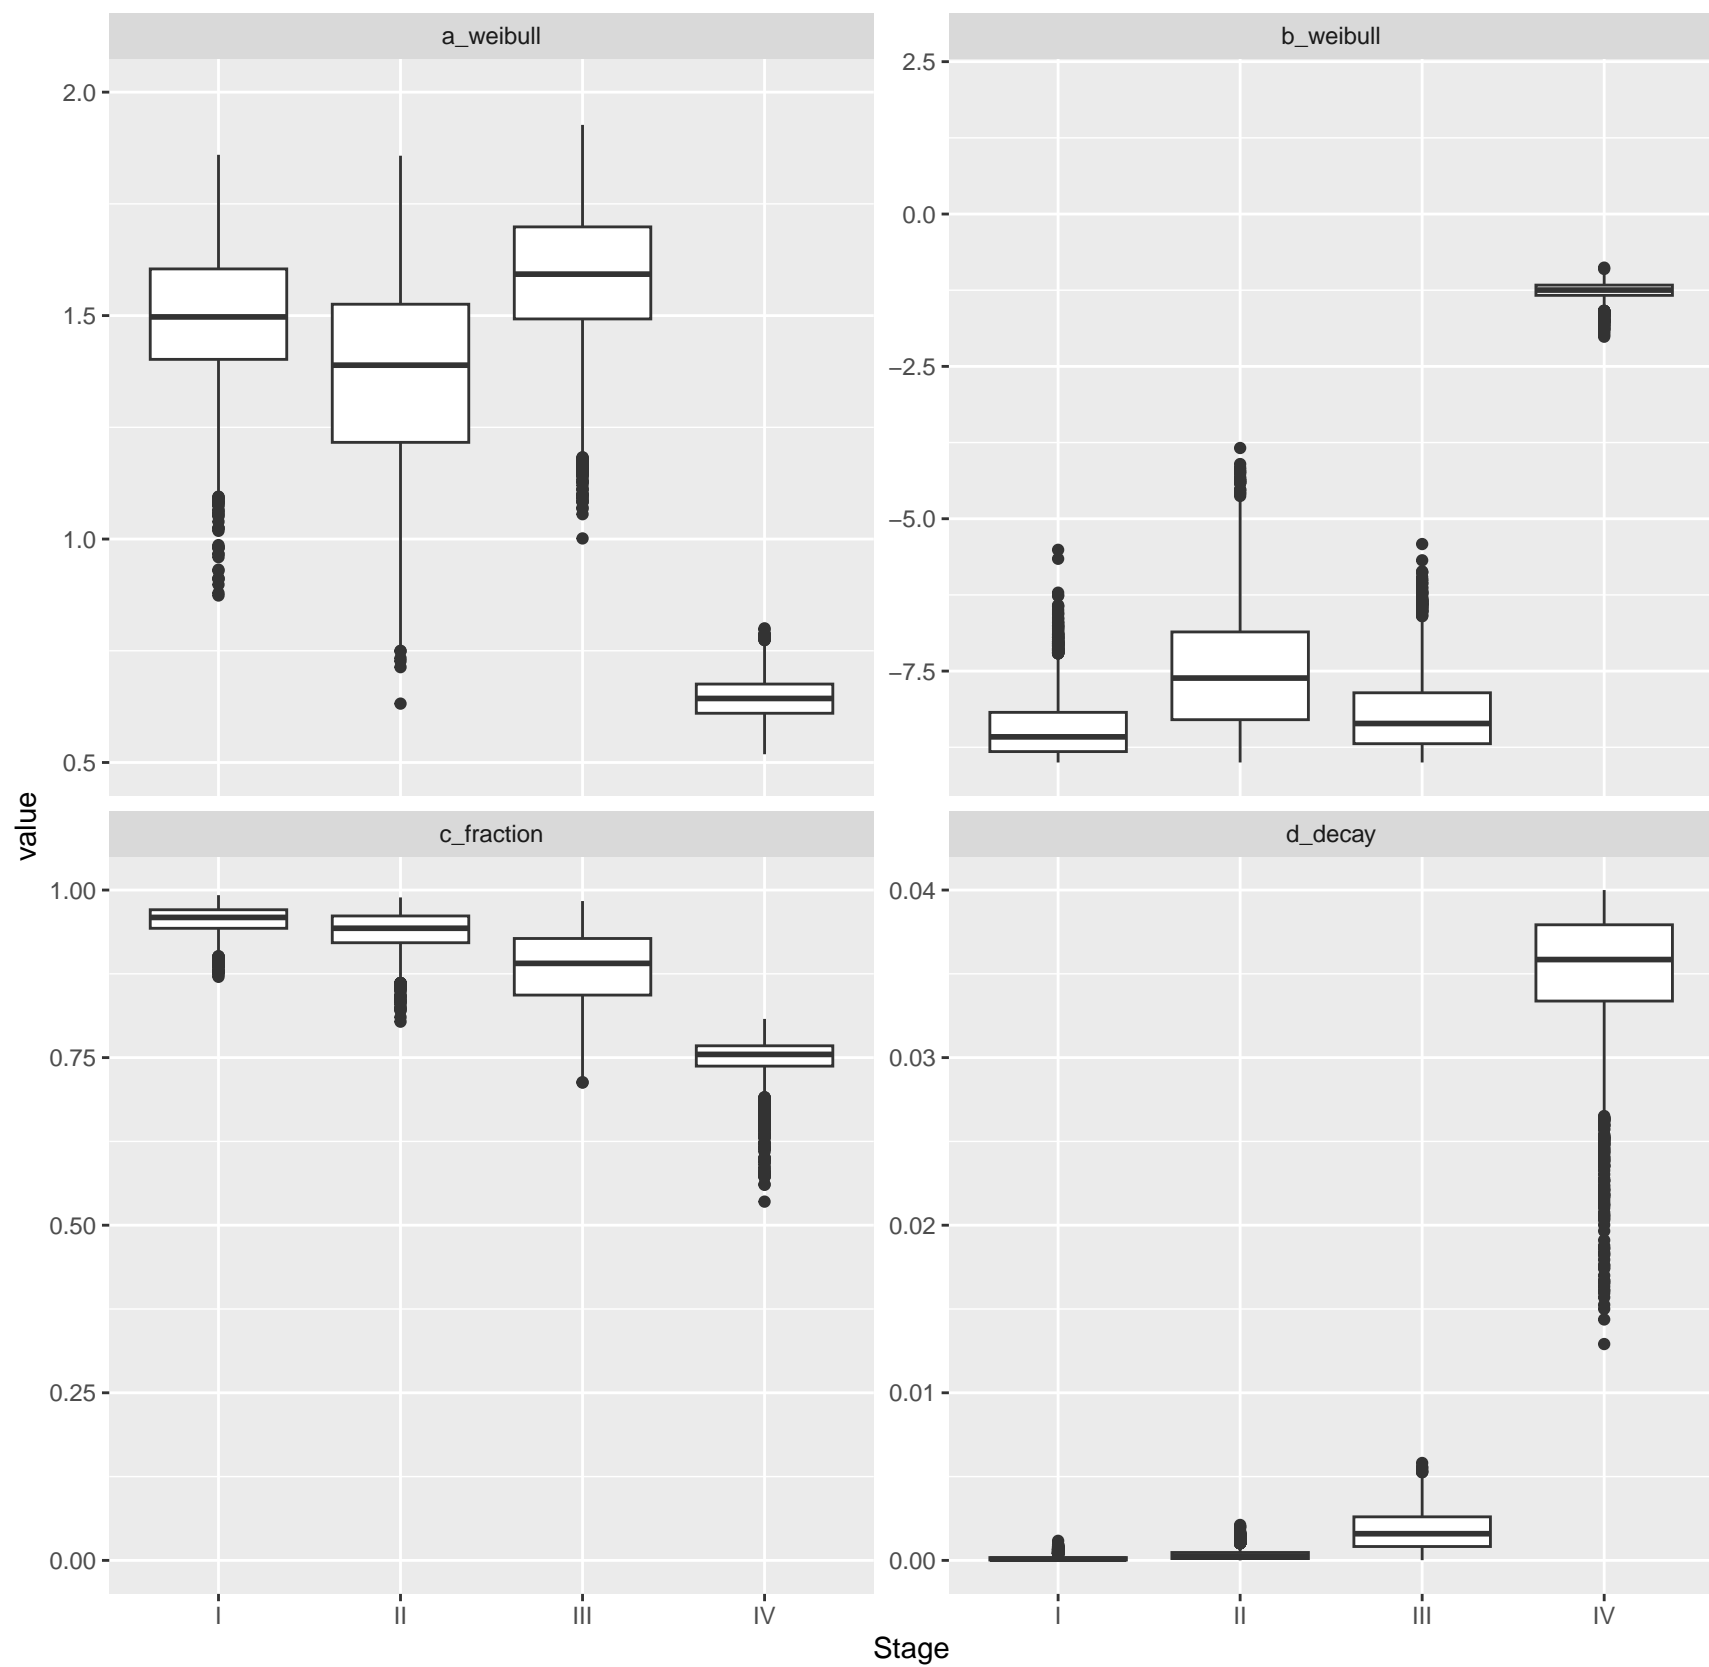 a_weibull
b_weibull
2.0
1.5
1.0
0.5
2.5
0.0
−2.5
−5.0
−7.5
value
c_fraction
d_decay
1.00
0.75
0.50
0.25
0.00
0.04
0.03
0.02
0.01
0.00
I II III IV
I II III IV
Stage